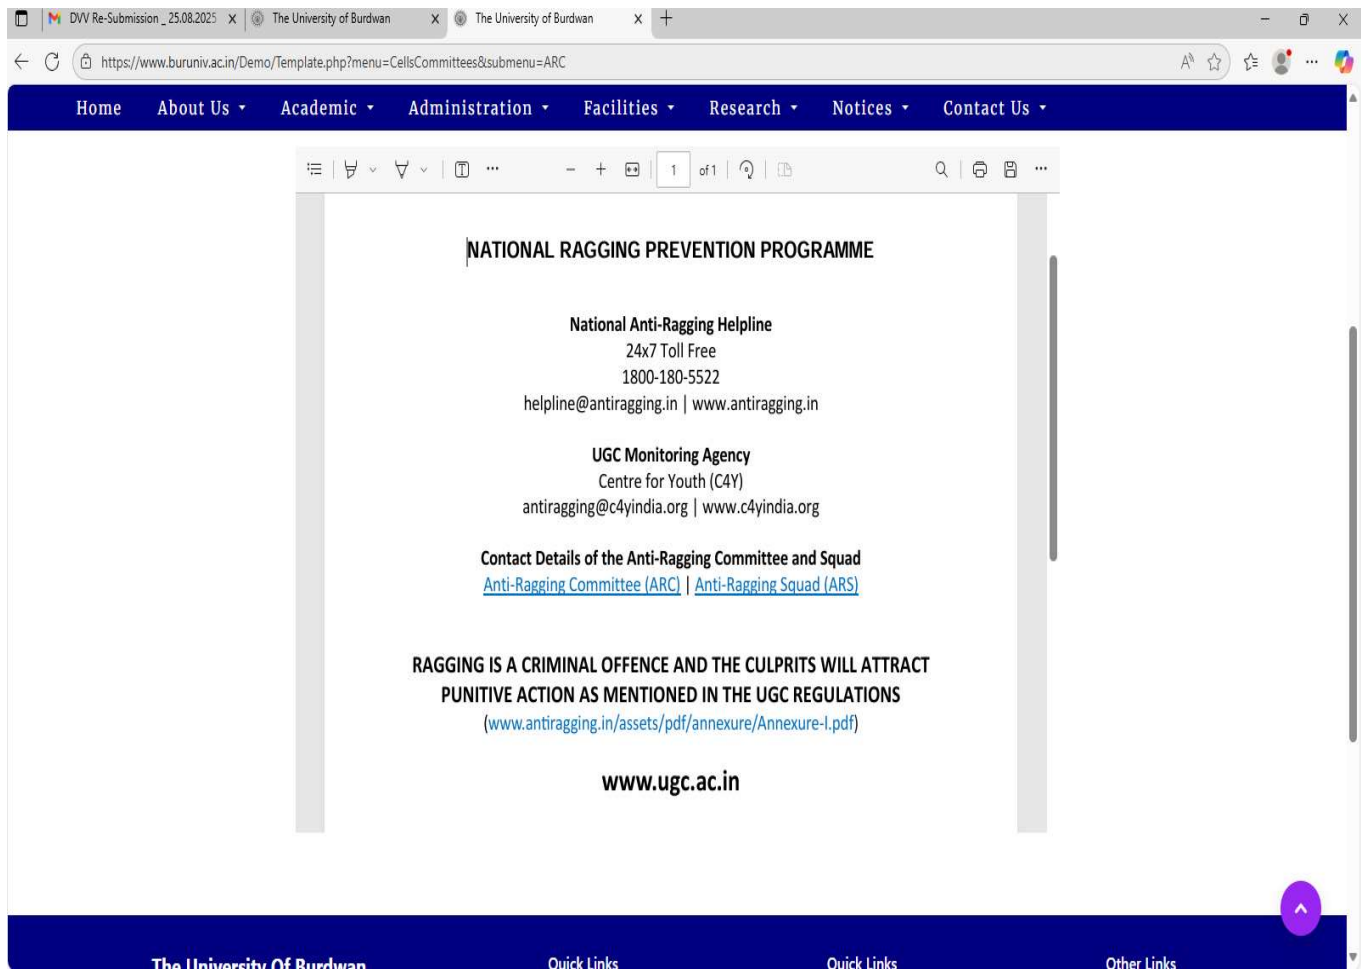 DVV Re-Submission _ 25.08.2025
The University of Burdwan
The University of Burdwan
https://www.buruniv.ac.in/Demo/Template.php?menu=CellsCommittees&submenu=ARC
Home About Us Academic Administration Facilities Research Notices Contact Us
1 of 1
NATIONAL RAGGING PREVENTION PROGRAMME
National Anti-Ragging Helpline
24x7 Toll Free
1800-180-5522
helpline@antiragging.in | www.antiragging.in
UGC Monitoring Agency
Centre for Youth (C4Y)
antiragging@c4yindia.org | www.c4yindia.org
Contact Details of the Anti-Ragging Committee and Squad
Anti-Ragging Committee (ARC) | Anti-Ragging Squad (ARS)
RAGGING IS A CRIMINAL OFFENCE AND THE CULPRITS WILL ATTRACT
PUNITIVE ACTION AS MENTIONED IN THE UGC REGULATIONS
(www.antiragging.in/assets/pdf/annexure/Annexure-I.pdf)
www.ugc.ac.in
The University Of Burdwan Quick Links Quick Links Other Links